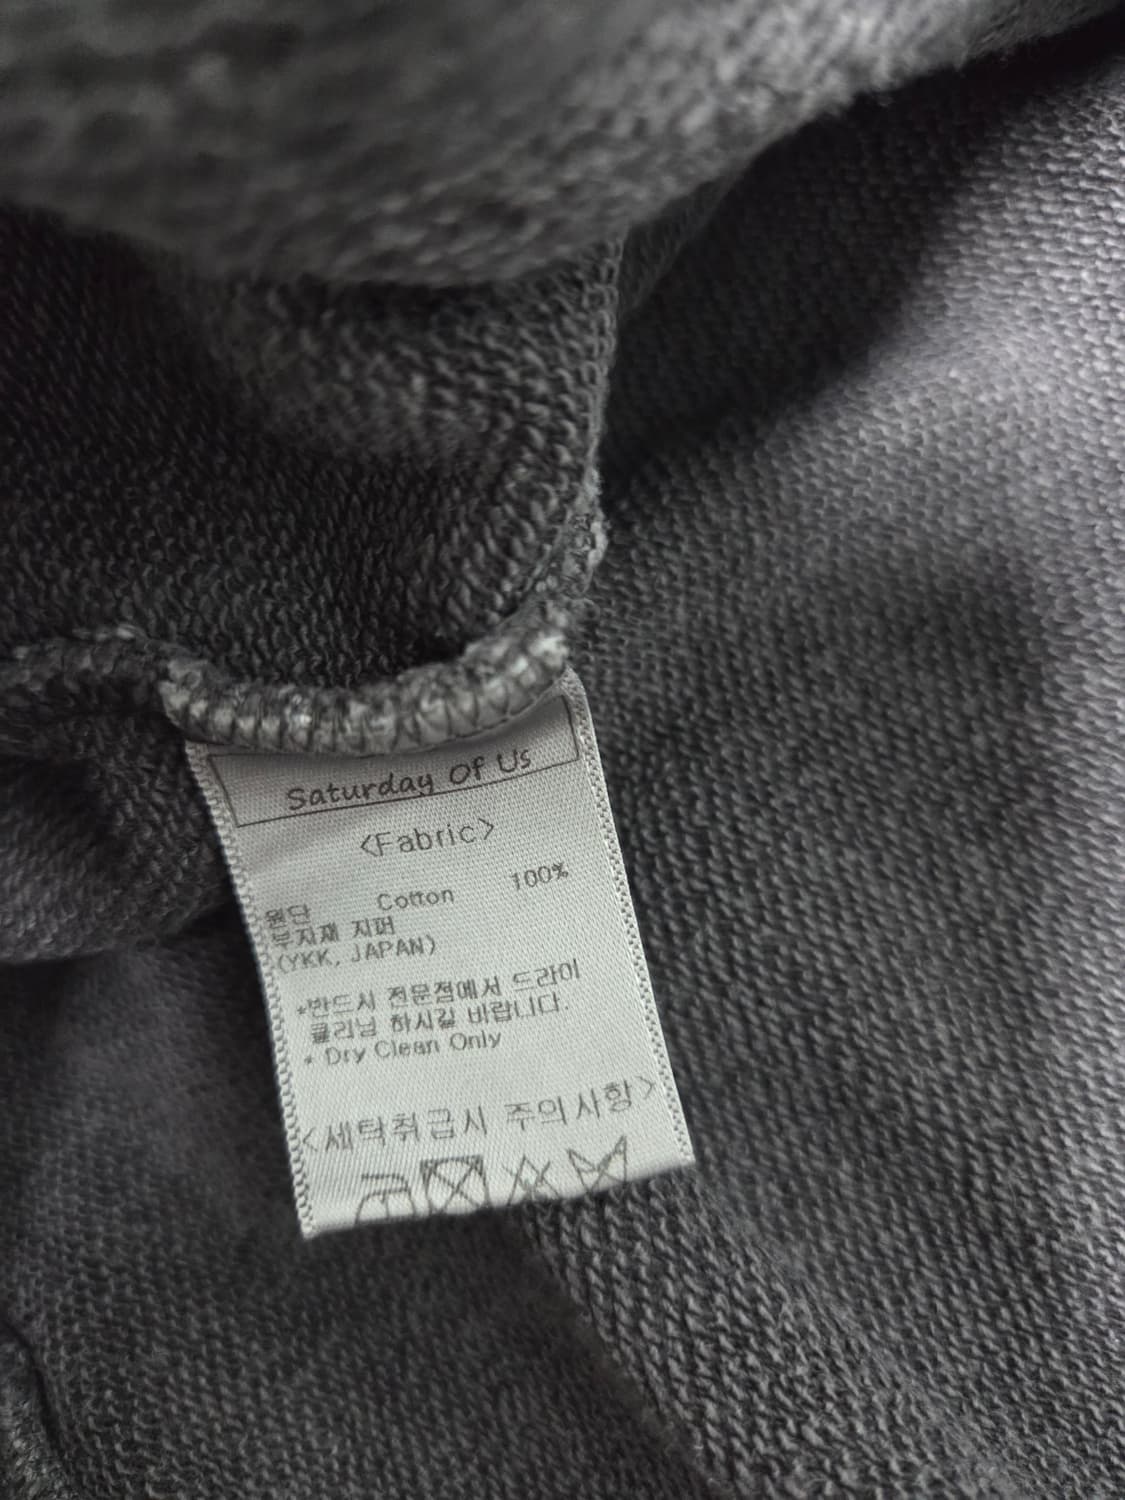 Saturday Of Us
<Fabric>
Cotton 100%
원단
부자재 지퍼
(YKK, JAPAN)
*반드시 전문점에서 드라이
클리닝 하시길 바랍니다.
* Dry Clean Only
<세탁취급시 주의사항>